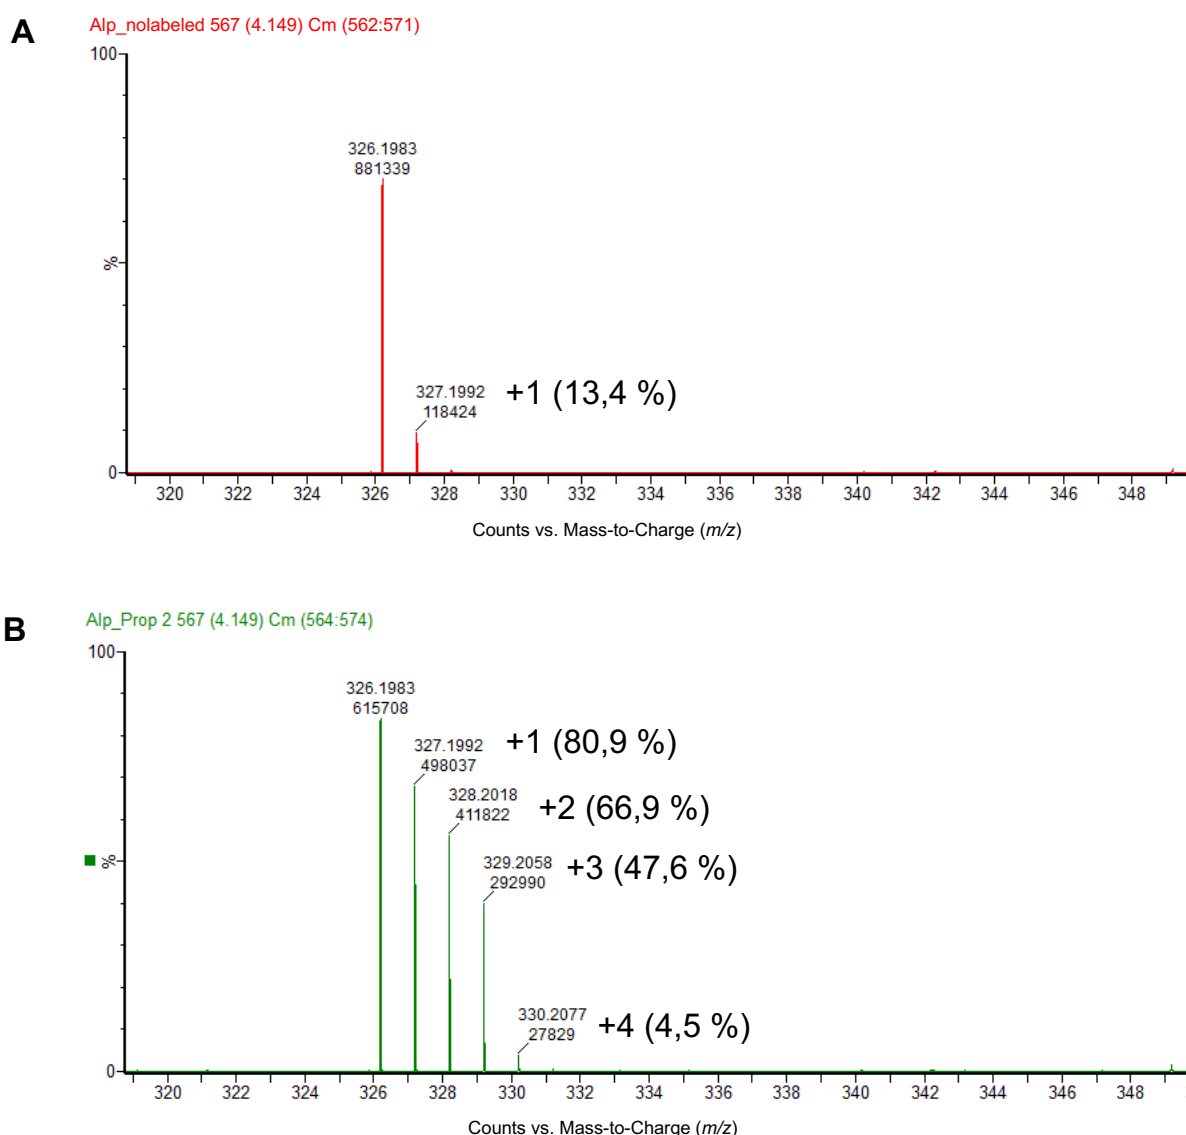 A
Alp_nolabeled 567 (4.149) Cm (562:571)
100
326.1983
881339
%
327.1992
118424
+1 (13,4 %)
0
320 322 324 326 328 330 332 334 336 338 340 342 344 346 348
Counts vs. Mass-to-Charge (m/z)
B
Alp_Prop 2 567 (4.149) Cm (564:574)
100
326.1983
615708
327.1992
498037
+1 (80,9 %)
328.2018
411822
+2 (66,9 %)
%
329.2058
292990
+3 (47,6 %)
330.2077
27829
+4 (4,5 %)
0
320 322 324 326 328 330 332 334 336 338 340 342 344 346 348
Counts vs. Mass-to-Charge (m/z)